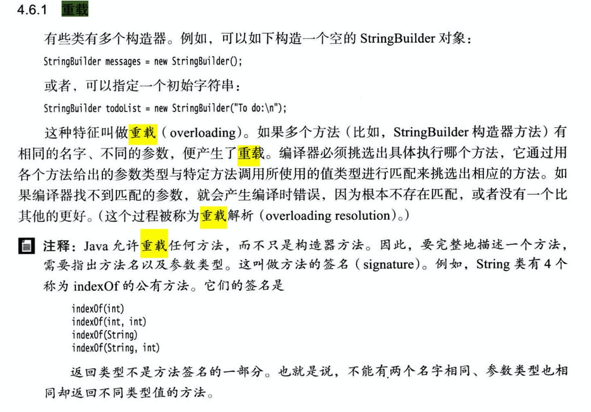 4.6.1 重载
有些类有多个构造器。例如，可以如下构造一个空的 StringBuilder 对象：
StringBuilder messages = new StringBuilder();
或者，可以指定一个初始字符串：
StringBuilder todoList = new StringBuilder("To do:\n");
这种特征叫做重载（overloading）。如果多个方法（比如，StringBuilder 构造器方法）有
相同的名字、不同的参数，便产生了重载。编译器必须挑选出具体执行哪个方法，它通过用
各个方法给出的参数类型与特定方法调用所使用的值类型进行匹配来挑选出相应的方法。如
果编译器找不到匹配的参数，就会产生编译时错误，因为根本不存在匹配，或者没有一个比
其他的更好。（这个过程被称为重载解析（overloading resolution）。）
注释：Java 允许重载任何方法，而不只是构造器方法。因此，要完整地描述一个方法，
需要指出方法名以及参数类型。这叫做方法的签名（signature）。例如，String 类有 4 个
称为 indexOf 的公有方法。它们的签名是
indexOf(int)
indexOf(int, int)
indexOf(String)
indexOf(String, int)
返回类型不是方法签名的一部分。也就是说，不能有两个名字相同、参数类型也相
同却返回不同类型值的方法。